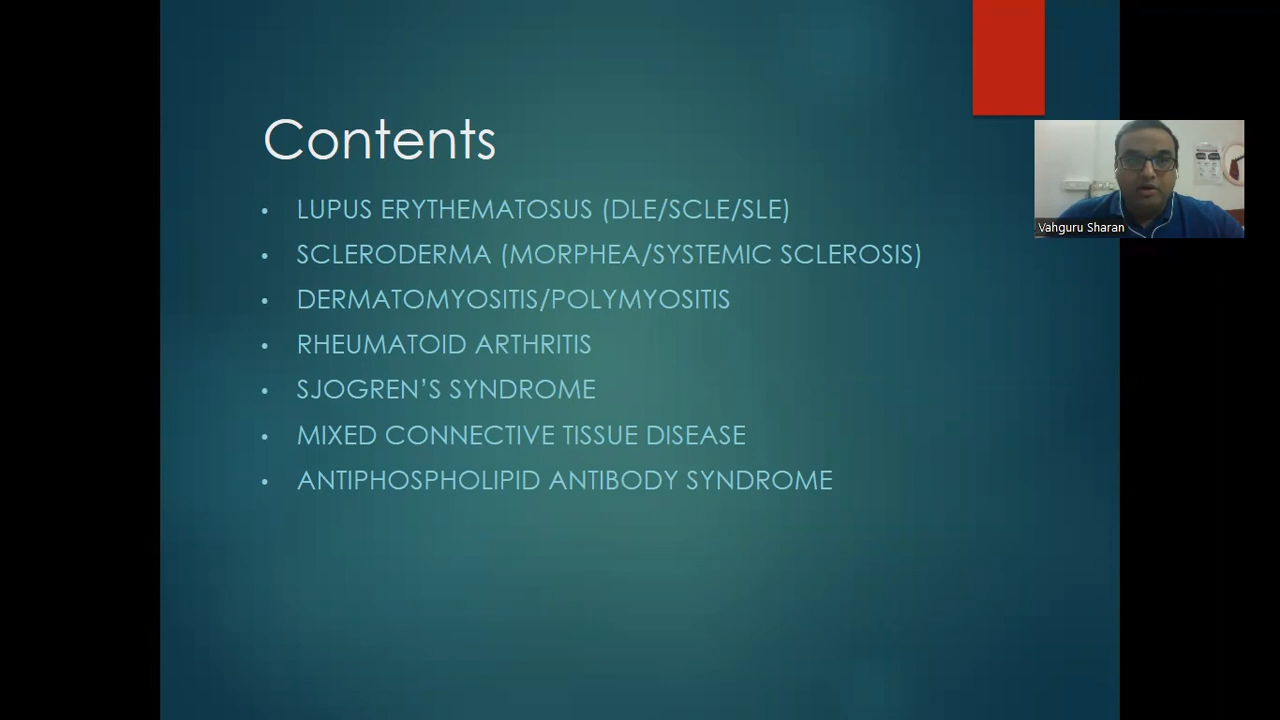 Contents
• LUPUS ERYTHEMATOSUS (DLE/SCLE/SLE)
• SCLERODERMA (MORPHEA/SYSTEMIC SCLEROSIS)
• DERMATOMYOSITIS/POLYMYOSITIS
• RHEUMATOID ARTHRITIS
• SJOGREN’S SYNDROME
• MIXED CONNECTIVE TISSUE DISEASE
• ANTIPHOSPHOLIPID ANTIBODY SYNDROME
Vahguru Sharan